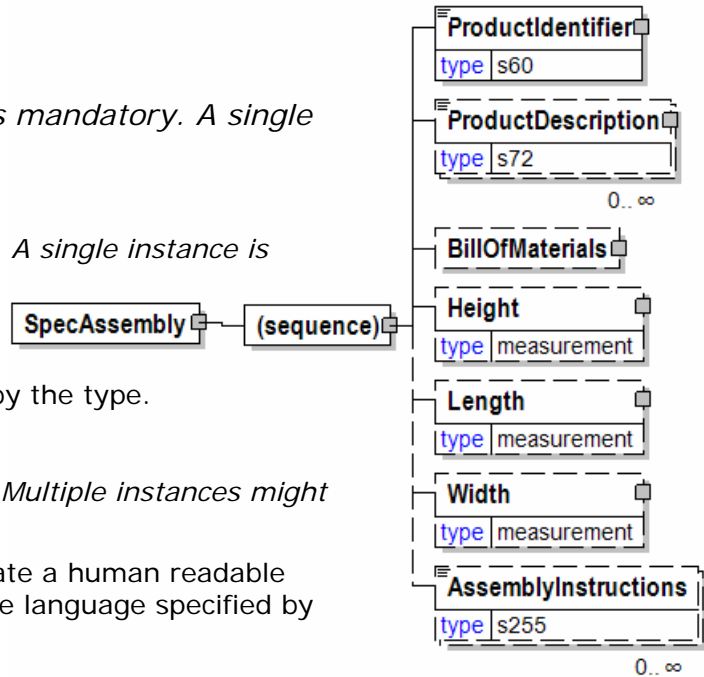 s mandatory. A single
A single instance is
by the type.
Multiple instances might
ate a human readable
e language specified by
SpecAssembly
(sequence)
ProductIdentifier
type s60
ProductDescription
type s72
0.. ∞
BillOfMaterials
Height
type measurement
Length
type measurement
Width
type measurement
AssemblyInstructions
type s255
0.. ∞